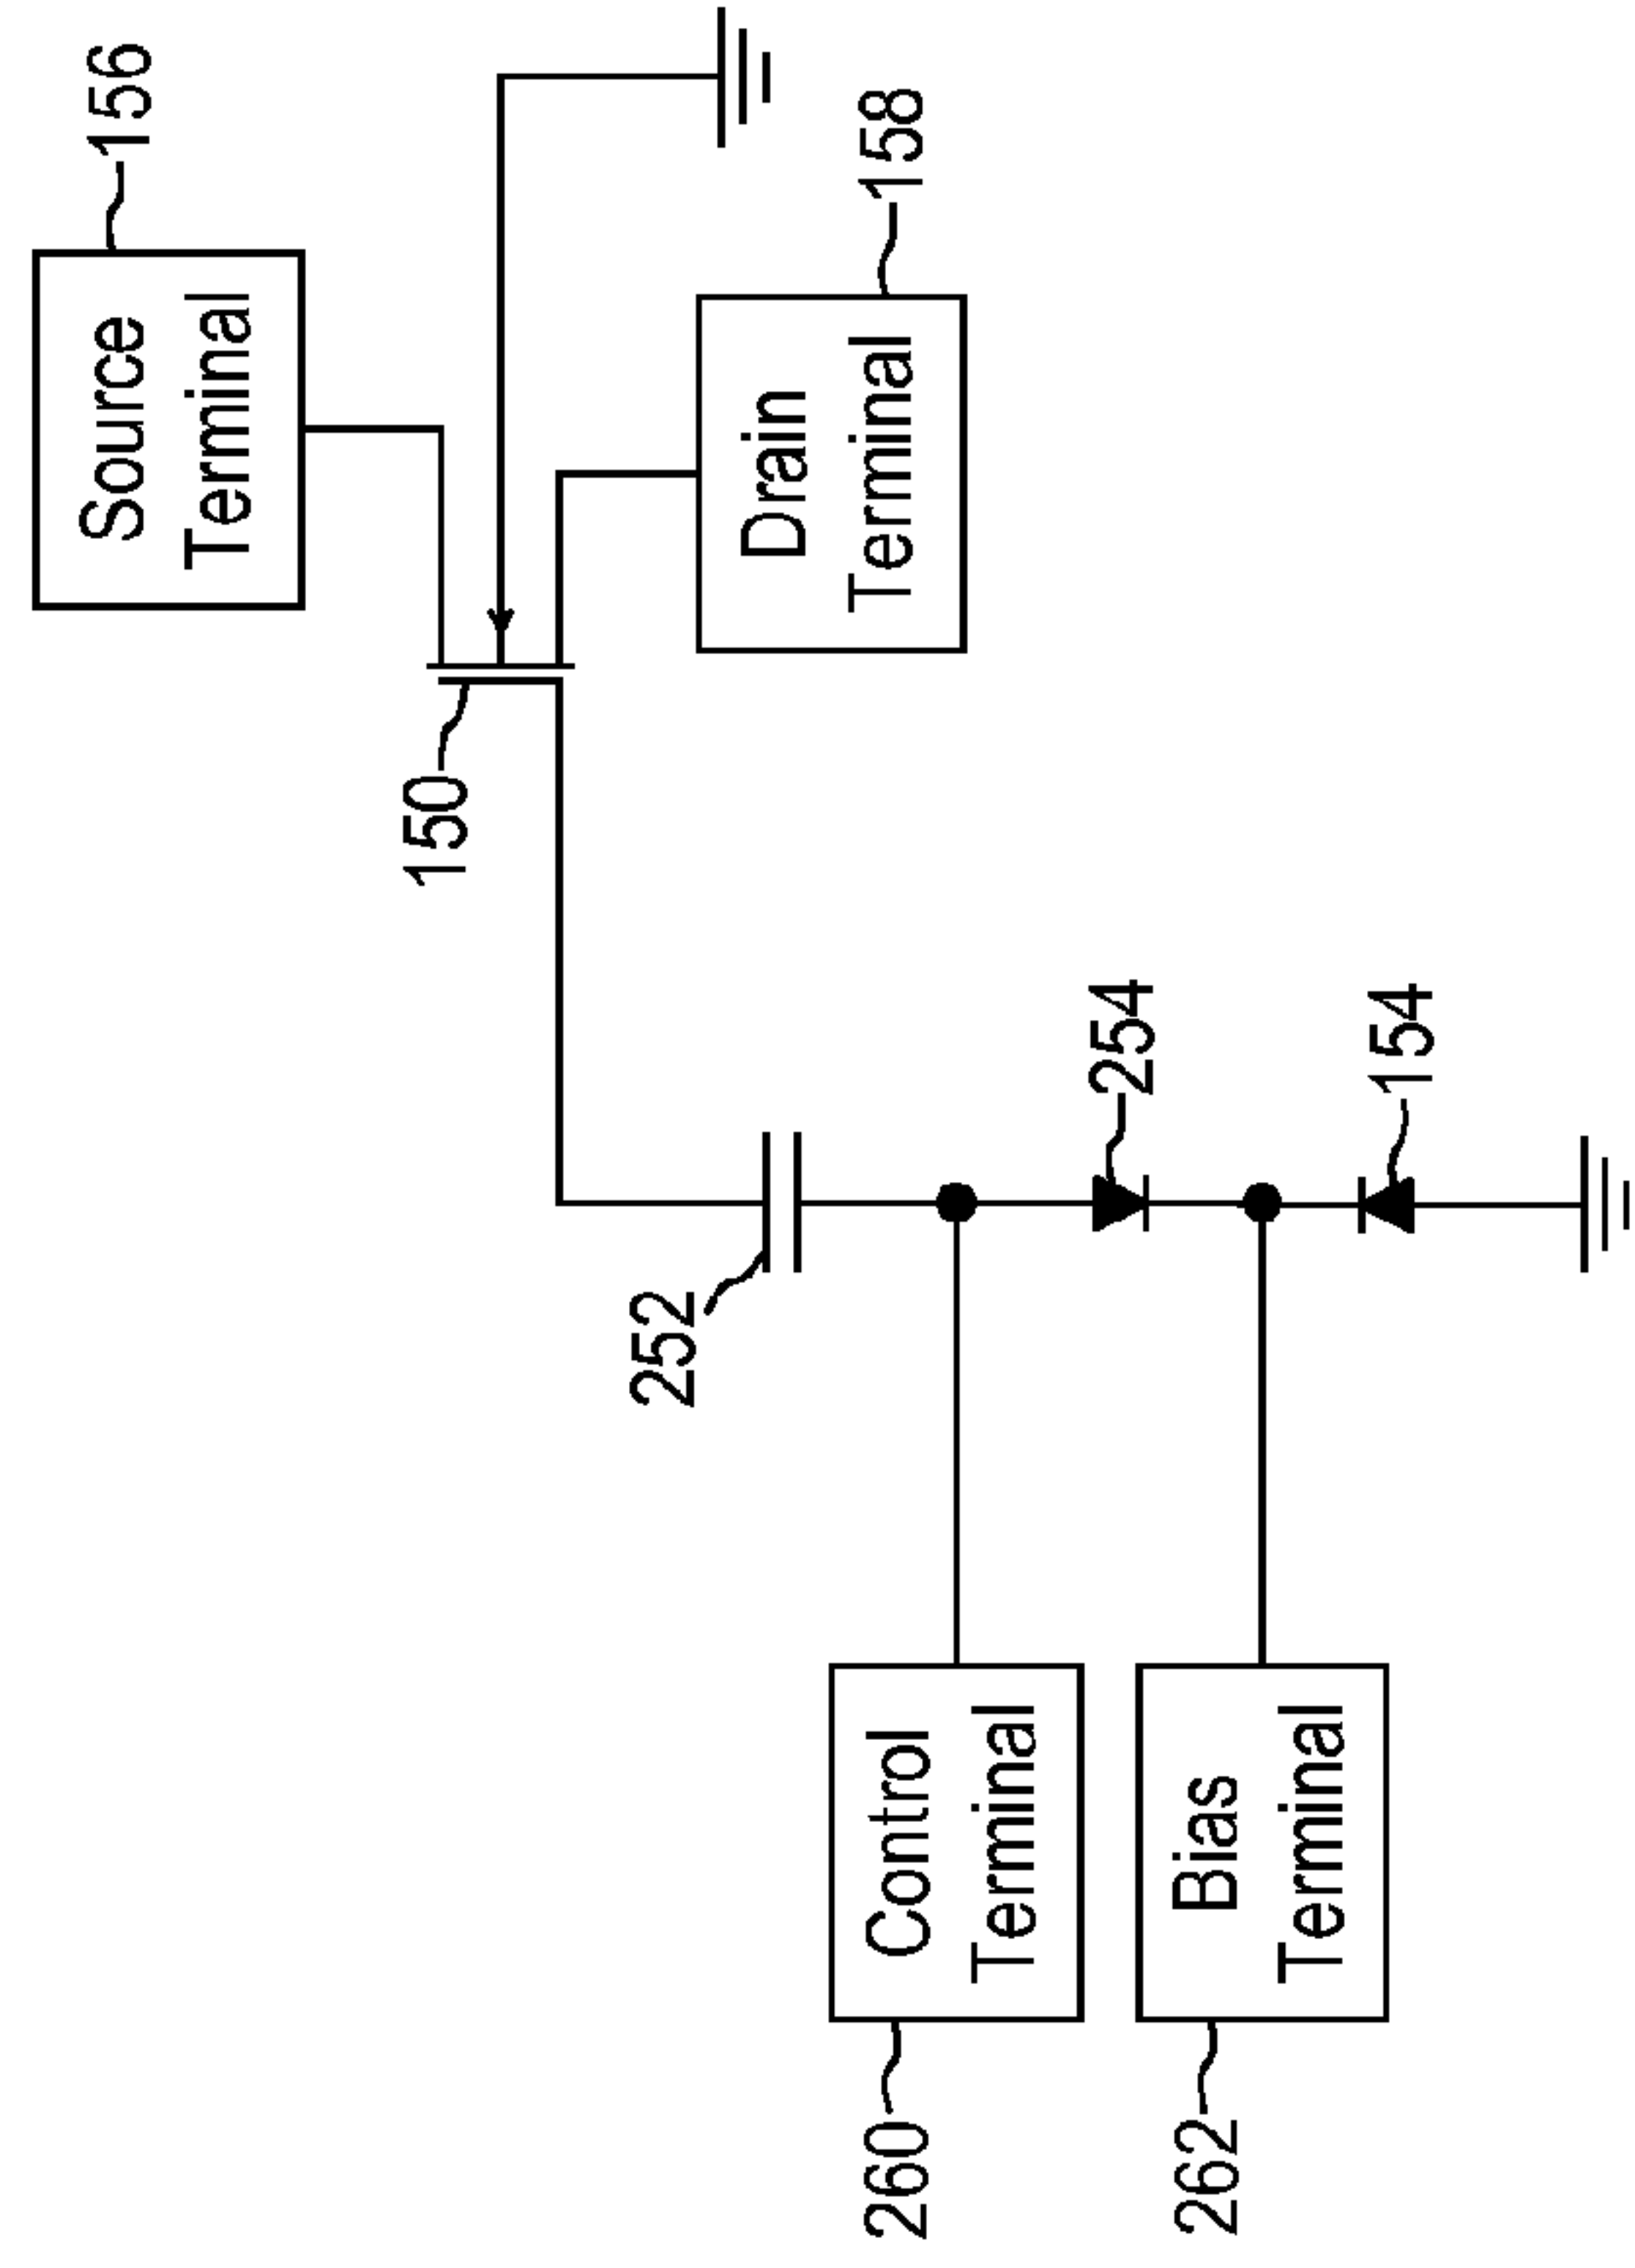 Source
Terminal
156
150
Drain
Terminal
158
252
254
154
Control
Terminal
260
Bias
Terminal
262